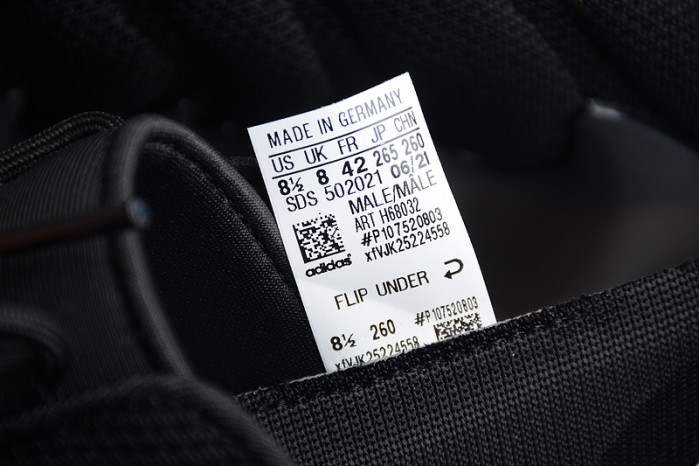 MADE IN GERMANY
US UK FR JP CHN
8½ 8 42 265 260
SDS 502021 06/21
MALE/MÂLE
ART H68032
#P107520803
xfVJK25224558
adidas
FLIP UNDER
8½ 260 #P107520803
xfVJK25224558